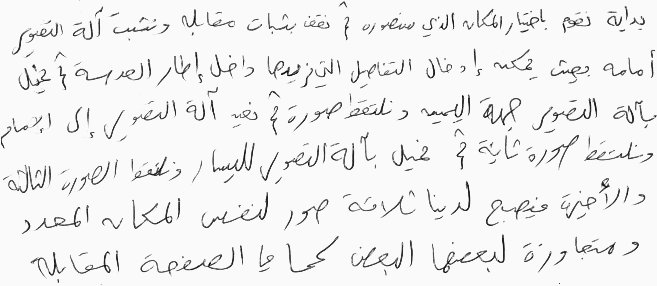 بداية نقوم باختيار المكان الذي سنصوره ثم نقف بثبات مقابله ونثبت آلة التصوير
أمامه بحيث يمكنه إدخال التفاصيل التي نريدها داخل إطار العدسة ثم نميل
بآلة التصوير جهة اليمين ونلتقط صورة ثم نعيد آلة التصوير إلى الإمام
ونلتقط صورة ثانية ثم نميل بآلة التصوير لليسار ونلتقط الصورة الثالثة
والأخيرة فيصبح لدينا ثلاثة صور لنفس المكان المحدد
ومتجاورة لبعضها البعض كما في الصفحة المقابلة